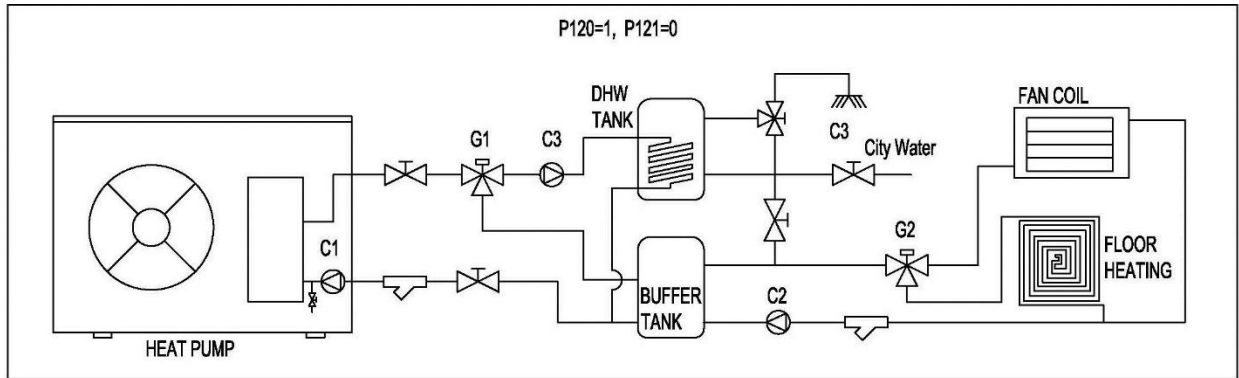 P120=1, P121=0
DHW
TANK
FAN COIL
G1
C3
C3
City Water
C1
G2
FLOOR
HEATING
BUFFER
TANK
C2
HEAT PUMP